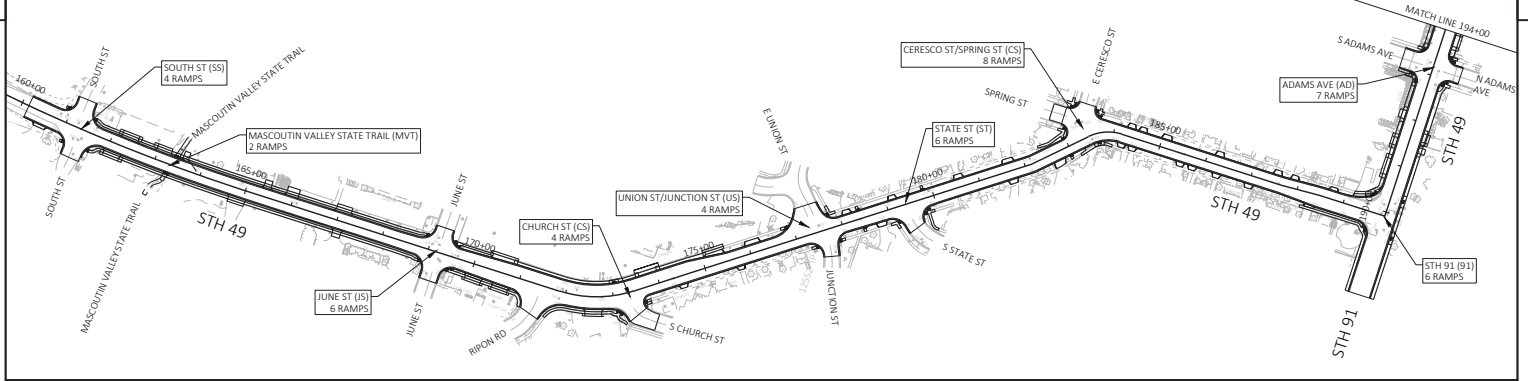 MATCH LINE 194+00
160+00
SOUTH ST
SOUTH ST (SS)
4 RAMPS
MASCOUTIN VALLEY STATE TRAIL
MASCOUTIN VALLEY STATE TRAIL (MVT)
2 RAMPS
165+00
SOUTH ST
MASCOUTIN VALLEY STATE TRAIL
STH 49
JUNE ST
170+00
JUNE ST (JS)
6 RAMPS
JUNE ST
RIPON RD
CHURCH ST (CS)
4 RAMPS
S CHURCH ST
175+00
UNION ST/JUNCTION ST (US)
4 RAMPS
E UNION ST
JUNCTION ST
STATE ST (ST)
6 RAMPS
180+00
S STATE ST
CERESCO ST/SPRING ST (CS)
8 RAMPS
SPRING ST
E CERESCO ST
185+00
STH 49
S ADAMS AVE
ADAMS AVE (AD)
7 RAMPS
N ADAMS
AVE
STH 49
STH 91 (91)
6 RAMPS
STH 91